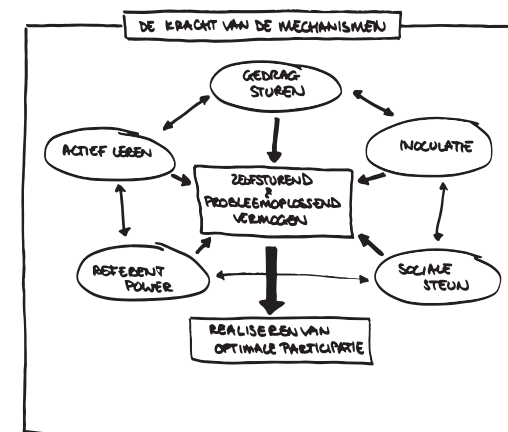 DE KRACHT VAN DE MECHANISMEN
GEDRAG
STUREN
ACTIEF LEREN
INOCULATIE
ZELFSTUREND
&
PROBLEEMOPLOSSEND
VERMOGEN
REFERENT
POWER
SOCIALE
STEUN
REALISEREN VAN
OPTIMALE PARTICIPATIE